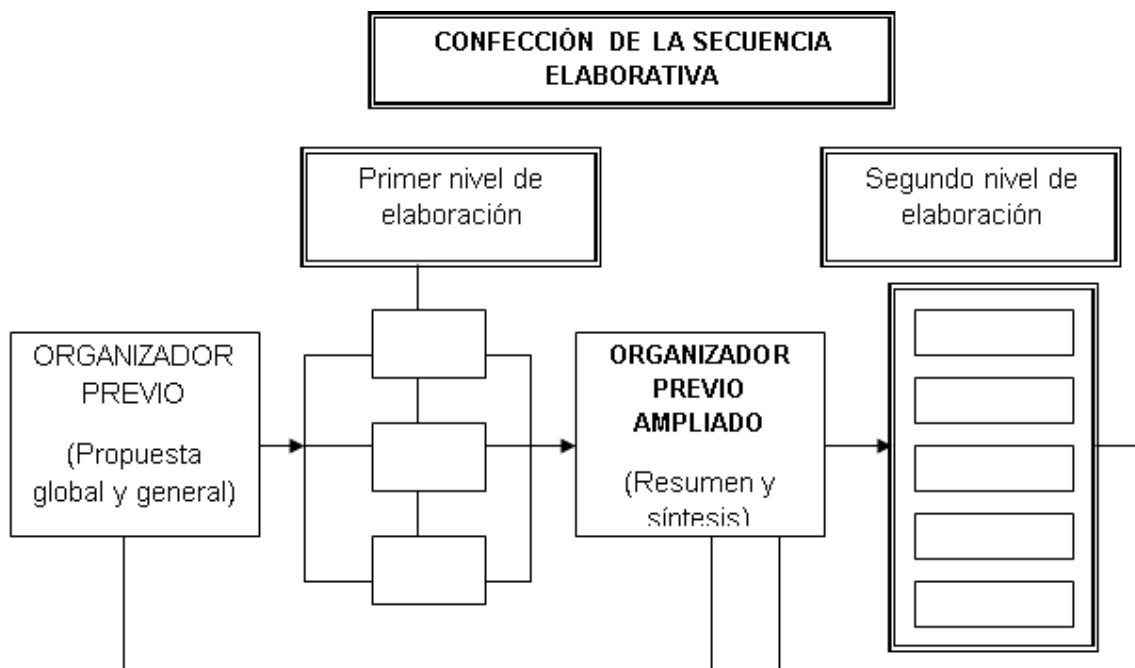 CONFECCIÓN DE LA SECUENCIA
ELABORATIVA
Primer nivel de
elaboración
Segundo nivel de
elaboración
ORGANIZADOR
PREVIO
(Propuesta
global y general)
ORGANIZADOR
PREVIO
AMPLIADO
(Resumen y
síntesis)